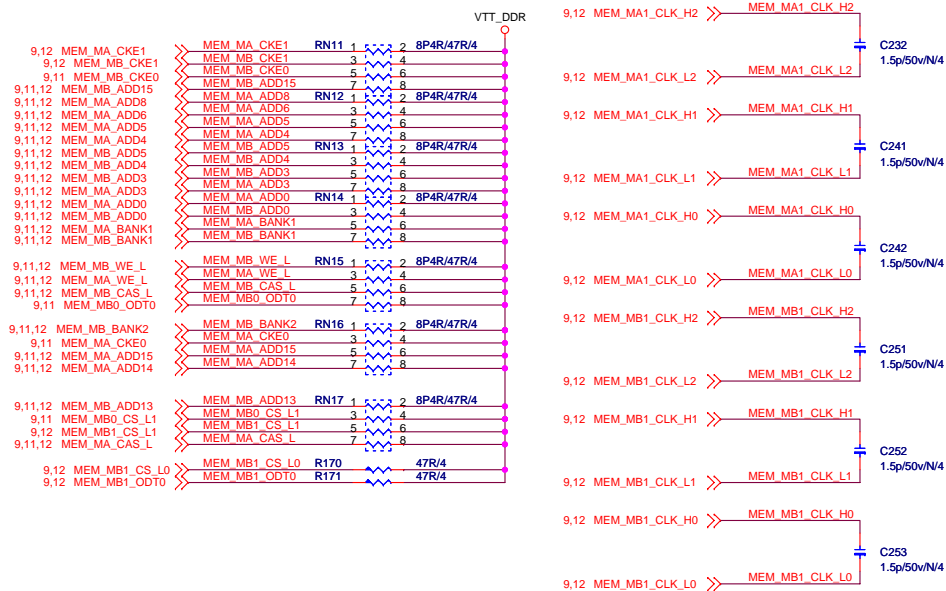 VTT_DDR
9,12 MEM_MA_CKE1 MEM_MA_CKE1 RN11 1 2 8P4R/47R/4
9,12 MEM_MB_CKE1 MEM_MB_CKE1 3 4
9,11 MEM_MB_CKE0 MEM_MB_CKE0 5 6
9,11,12 MEM_MB_ADD15 MEM_MB_ADD15 7 8
9,11,12 MEM_MA_ADD8 MEM_MA_ADD8 RN12 1 2 8P4R/47R/4
9,11,12 MEM_MA_ADD6 MEM_MA_ADD6 3 4
9,11,12 MEM_MA_ADD5 MEM_MA_ADD5 5 6
9,11,12 MEM_MA_ADD4 MEM_MA_ADD4 7 8
9,11,12 MEM_MB_ADD5 MEM_MB_ADD5 RN13 1 2 8P4R/47R/4
9,11,12 MEM_MB_ADD4 MEM_MB_ADD4 3 4
9,11,12 MEM_MB_ADD3 MEM_MB_ADD3 5 6
9,11,12 MEM_MA_ADD3 MEM_MA_ADD3 7 8
9,11,12 MEM_MA_ADD0 MEM_MA_ADD0 RN14 1 2 8P4R/47R/4
9,11,12 MEM_MB_ADD0 MEM_MB_ADD0 3 4
9,11,12 MEM_MA_BANK1 MEM_MA_BANK1 5 6
9,11,12 MEM_MB_BANK1 MEM_MB_BANK1 7 8
9,11,12 MEM_MB_WE_L MEM_MB_WE_L RN15 1 2 8P4R/47R/4
9,11,12 MEM_MA_WE_L MEM_MA_WE_L 3 4
9,11,12 MEM_MB_CAS_L MEM_MB_CAS_L 5 6
9,11 MEM_MB0_ODT0 MEM_MB0_ODT0 7 8
9,11,12 MEM_MB_BANK2 MEM_MB_BANK2 RN16 1 2 8P4R/47R/4
9,11 MEM_MA_CKE0 MEM_MA_CKE0 3 4
9,11,12 MEM_MA_ADD15 MEM_MA_ADD15 5 6
9,11,12 MEM_MA_ADD14 MEM_MA_ADD14 7 8
9,11,12 MEM_MB_ADD13 MEM_MB_ADD13 RN17 1 2 8P4R/47R/4
9,11 MEM_MB0_CS_L1 MEM_MB0_CS_L1 3 4
9,12 MEM_MB1_CS_L1 MEM_MB1_CS_L1 5 6
9,11,12 MEM_MA_CAS_L MEM_MA_CAS_L 7 8
9,12 MEM_MB1_CS_L0 MEM_MB1_CS_L0 R170 47R/4
9,12 MEM_MB1_ODT0 MEM_MB1_ODT0 R171 47R/4
9,12 MEM_MA1_CLK_H2 MEM_MA1_CLK_H2
C232
1.5p/50v/N/4
9,12 MEM_MA1_CLK_L2 MEM_MA1_CLK_L2
9,12 MEM_MA1_CLK_H1 MEM_MA1_CLK_H1
C241
1.5p/50v/N/4
9,12 MEM_MA1_CLK_L1 MEM_MA1_CLK_L1
9,12 MEM_MA1_CLK_H0 MEM_MA1_CLK_H0
C242
1.5p/50v/N/4
9,12 MEM_MA1_CLK_L0 MEM_MA1_CLK_L0
9,12 MEM_MB1_CLK_H2 MEM_MB1_CLK_H2
C251
1.5p/50v/N/4
9,12 MEM_MB1_CLK_L2 MEM_MB1_CLK_L2
9,12 MEM_MB1_CLK_H1 MEM_MB1_CLK_H1
C252
1.5p/50v/N/4
9,12 MEM_MB1_CLK_L1 MEM_MB1_CLK_L1
9,12 MEM_MB1_CLK_H0 MEM_MB1_CLK_H0
C253
1.5p/50v/N/4
9,12 MEM_MB1_CLK_L0 MEM_MB1_CLK_L0